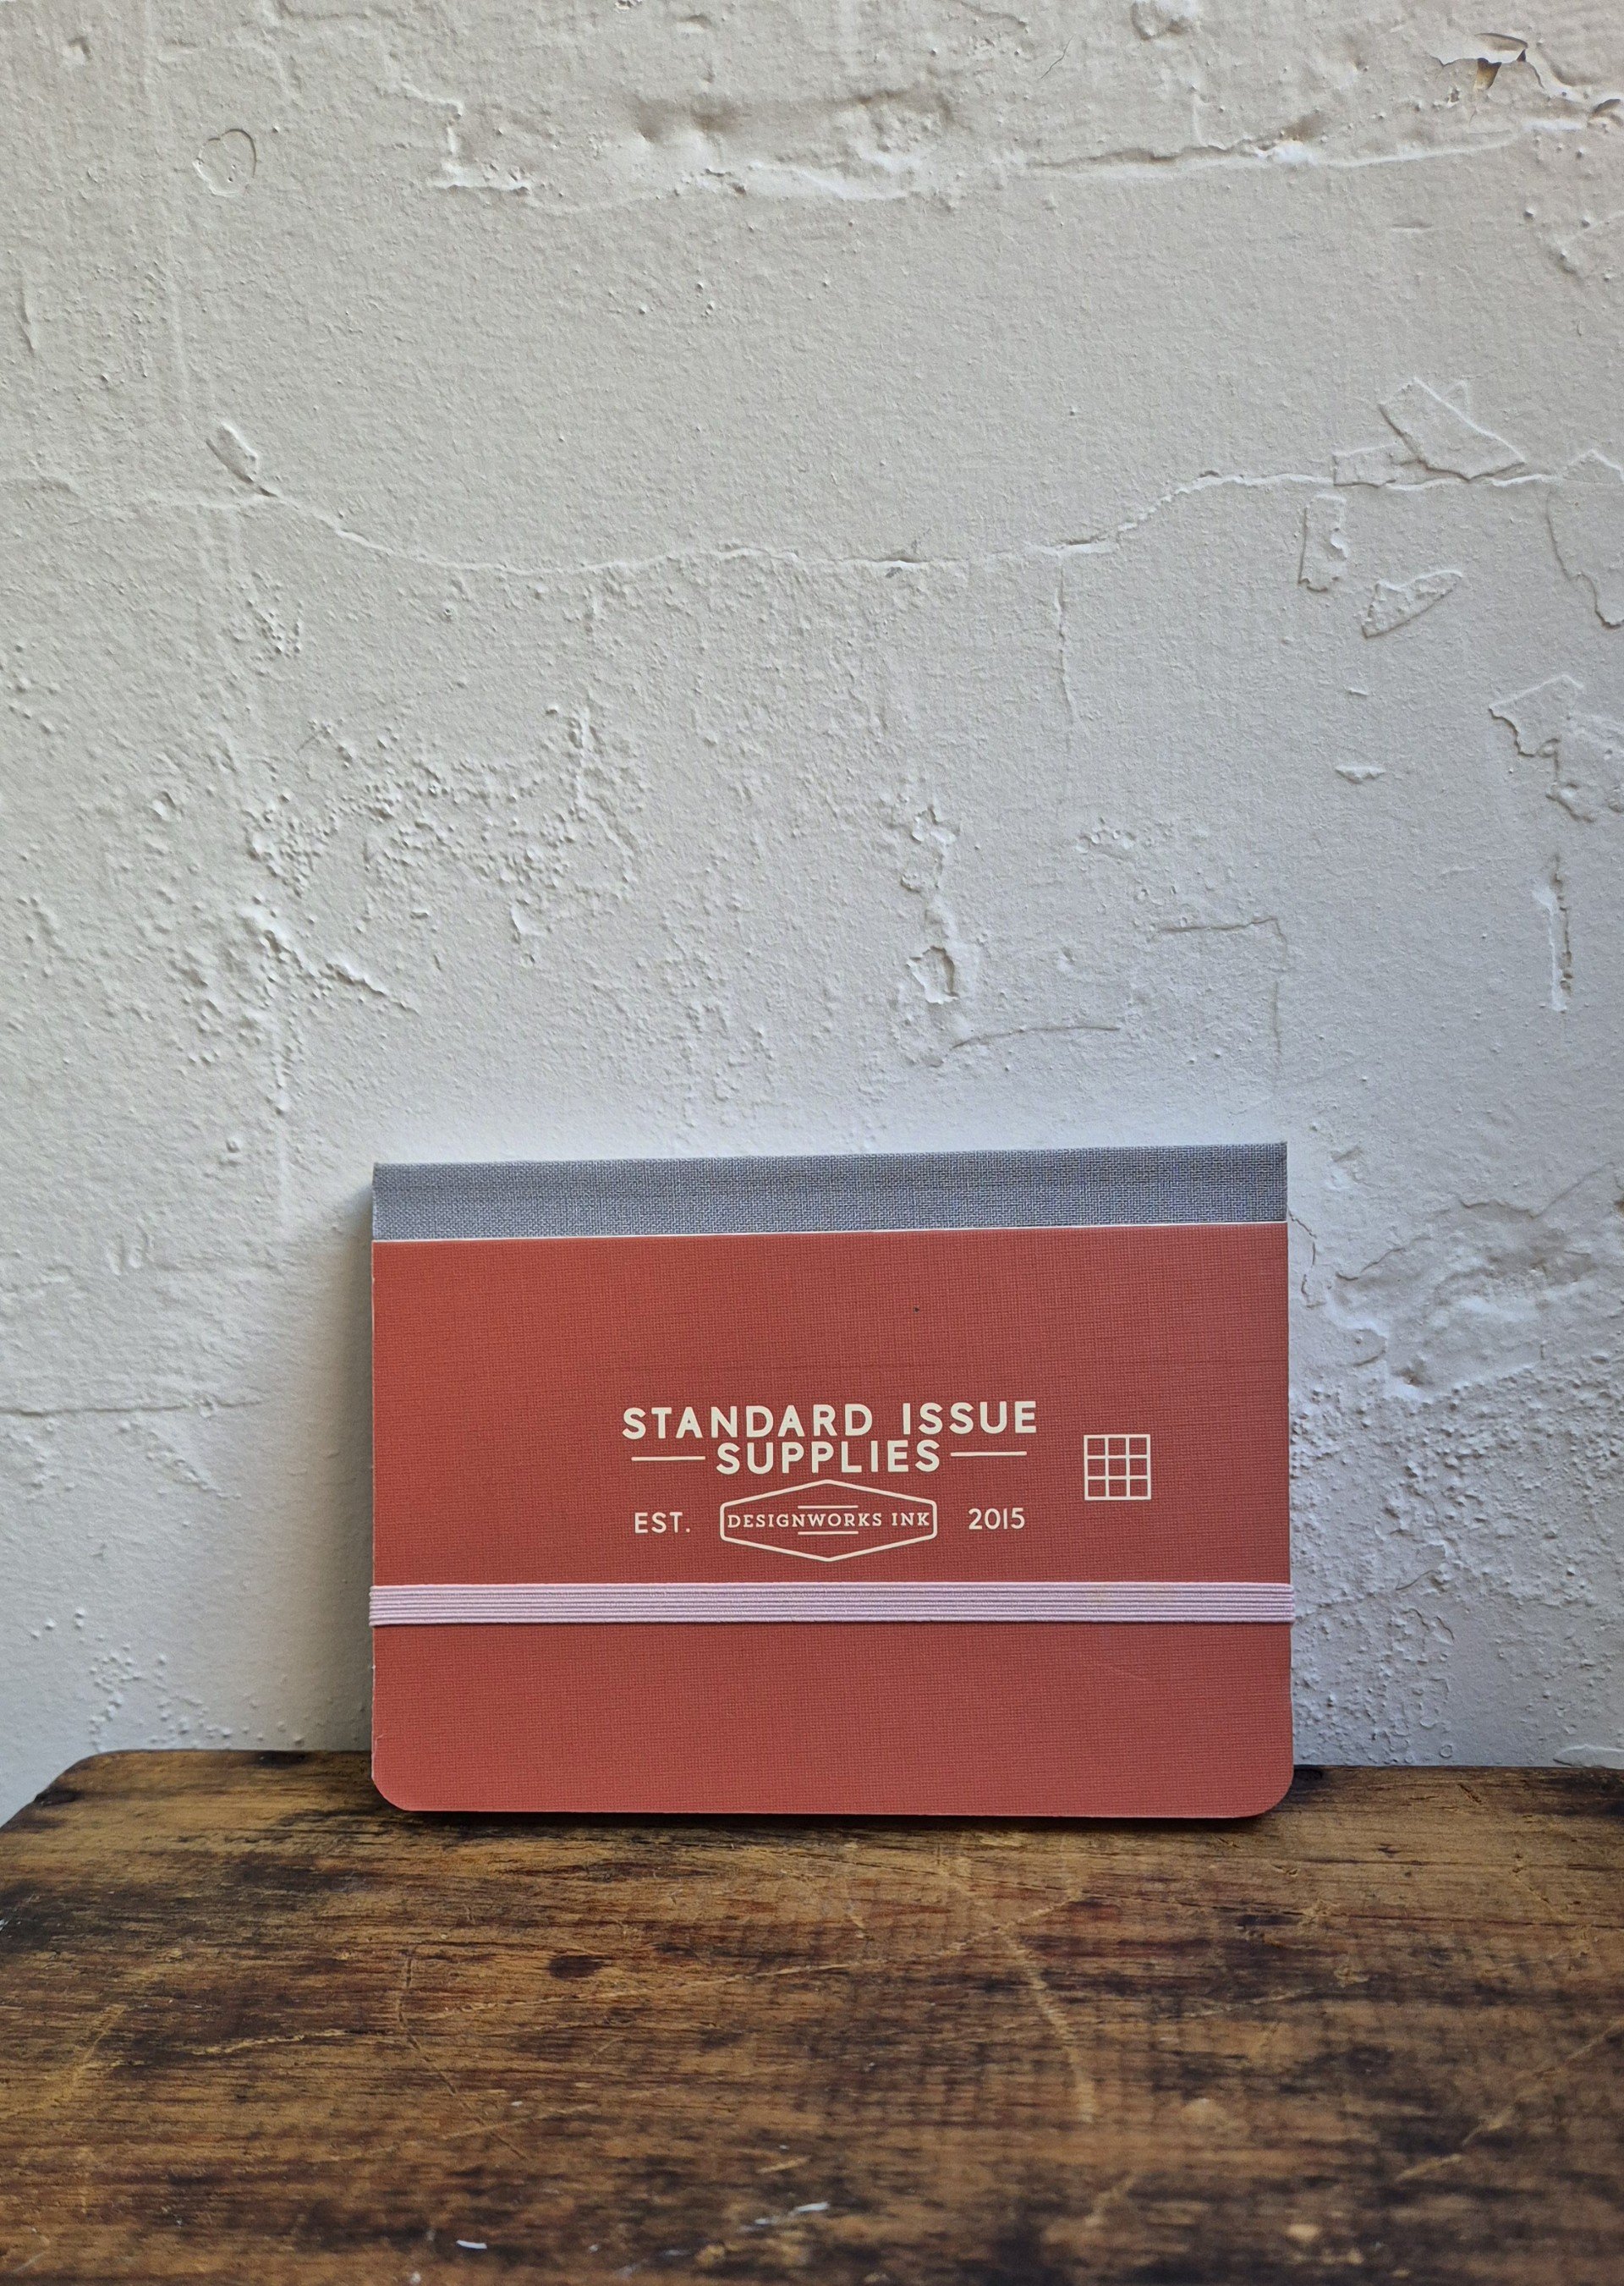 STANDARD ISSUE
SUPPLIES
EST. DESIGNWORKS INK 2015